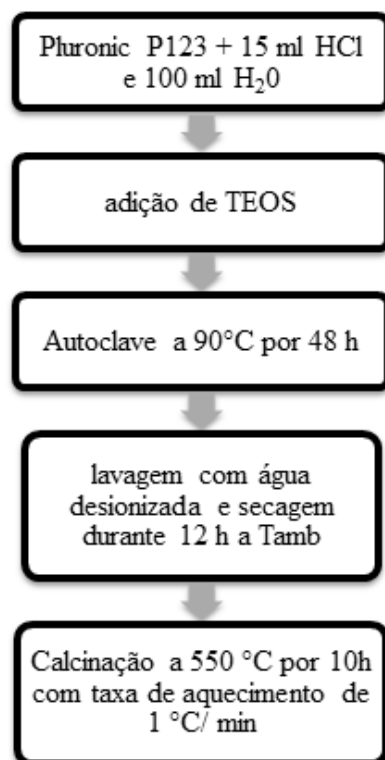 Pluronic P123 + 15 ml HCl
e 100 ml H₂0
adição de TEOS
Autoclave a 90°C por 48 h
lavagem com água
desionizada e secagem
durante 12 h a Tamb
Calcinação a 550 °C por 10h
com taxa de aquecimento de
1 °C/ min